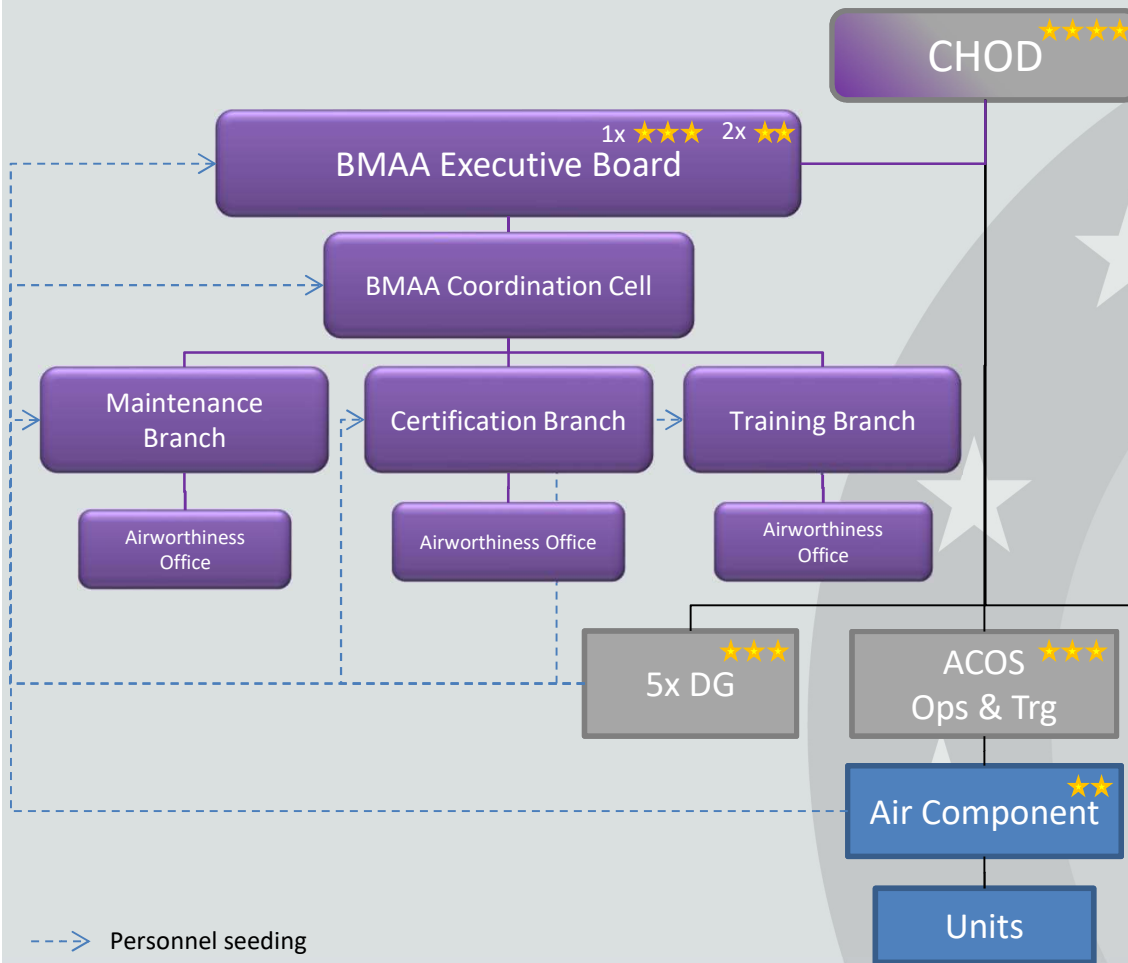 CHOD
1x 2x
BMAA Executive Board
BMAA Coordination Cell
Maintenance
Branch
Certification Branch
Training Branch
Airworthiness
Office
Airworthiness Office
Airworthiness
Office
5x DG
ACOS
Ops & Trg
Air Component
Units
Personnel seeding